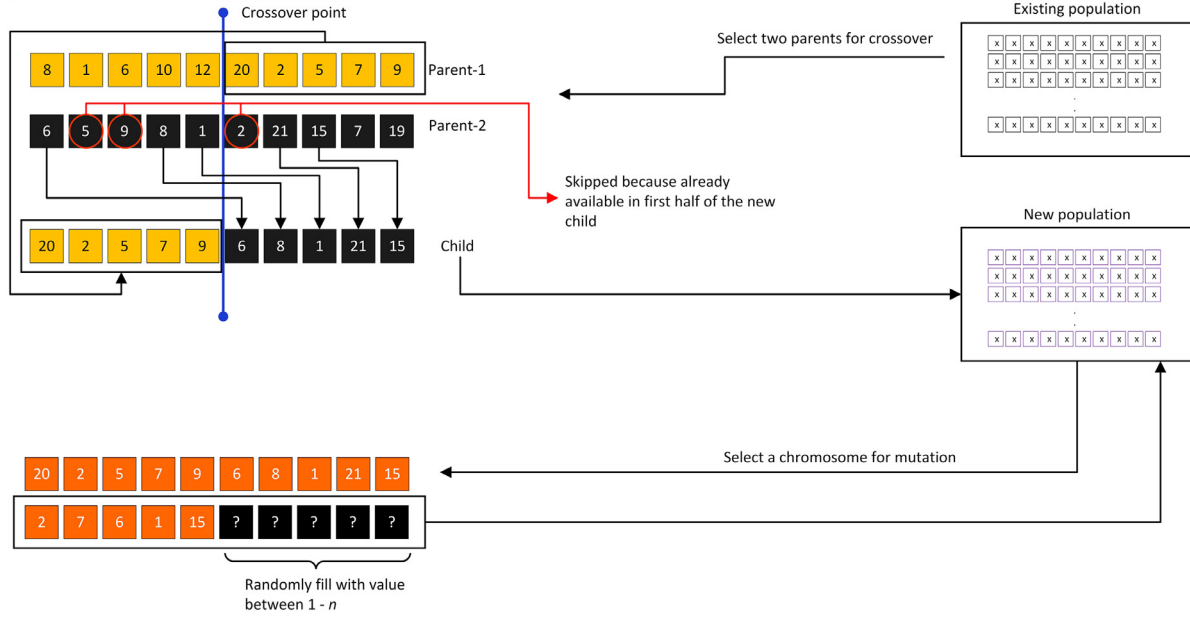 Crossover point
Existing population
Select two parents for crossover
8 1 6 10 12 20 2 5 7 9 Parent-1
x x x x x x x x x x
x x x x x x x x x x
x x x x x x x x x x
.
.
x x x x x x x x x x
6 5 9 8 1 2 21 15 7 19 Parent-2
Skipped because already
available in first half of the new
child
New population
20 2 5 7 9 6 8 1 21 15 Child
x x x x x x x x x x
x x x x x x x x x x
x x x x x x x x x x
.
.
x x x x x x x x x x
Select a chromosome for mutation
20 2 5 7 9 6 8 1 21 15
2 7 6 1 15 ? ? ? ? ?
Randomly fill with value
between 1 - n